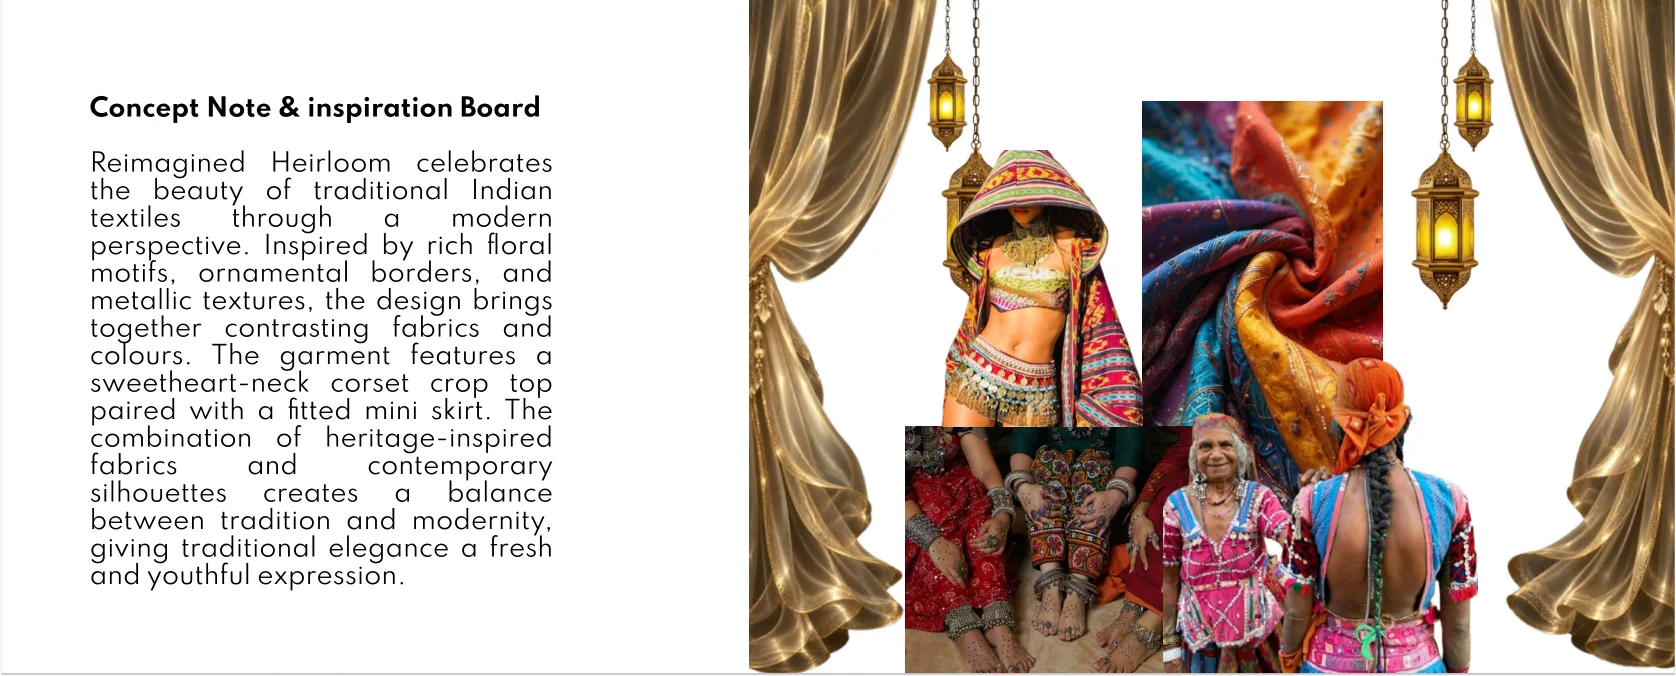 Concept Note & inspiration Board
Reimagined Heirloom celebrates
the beauty of traditional Indian
textiles through a modern
perspective. Inspired by rich floral
motifs, ornamental borders, and
metallic textures, the design brings
together contrasting fabrics and
colours. The garment features a
sweetheart-neck corset crop top
paired with a fitted mini skirt. The
combination of heritage-inspired
fabrics and contemporary
silhouettes creates a balance
between tradition and modernity,
giving traditional elegance a fresh
and youthful expression.